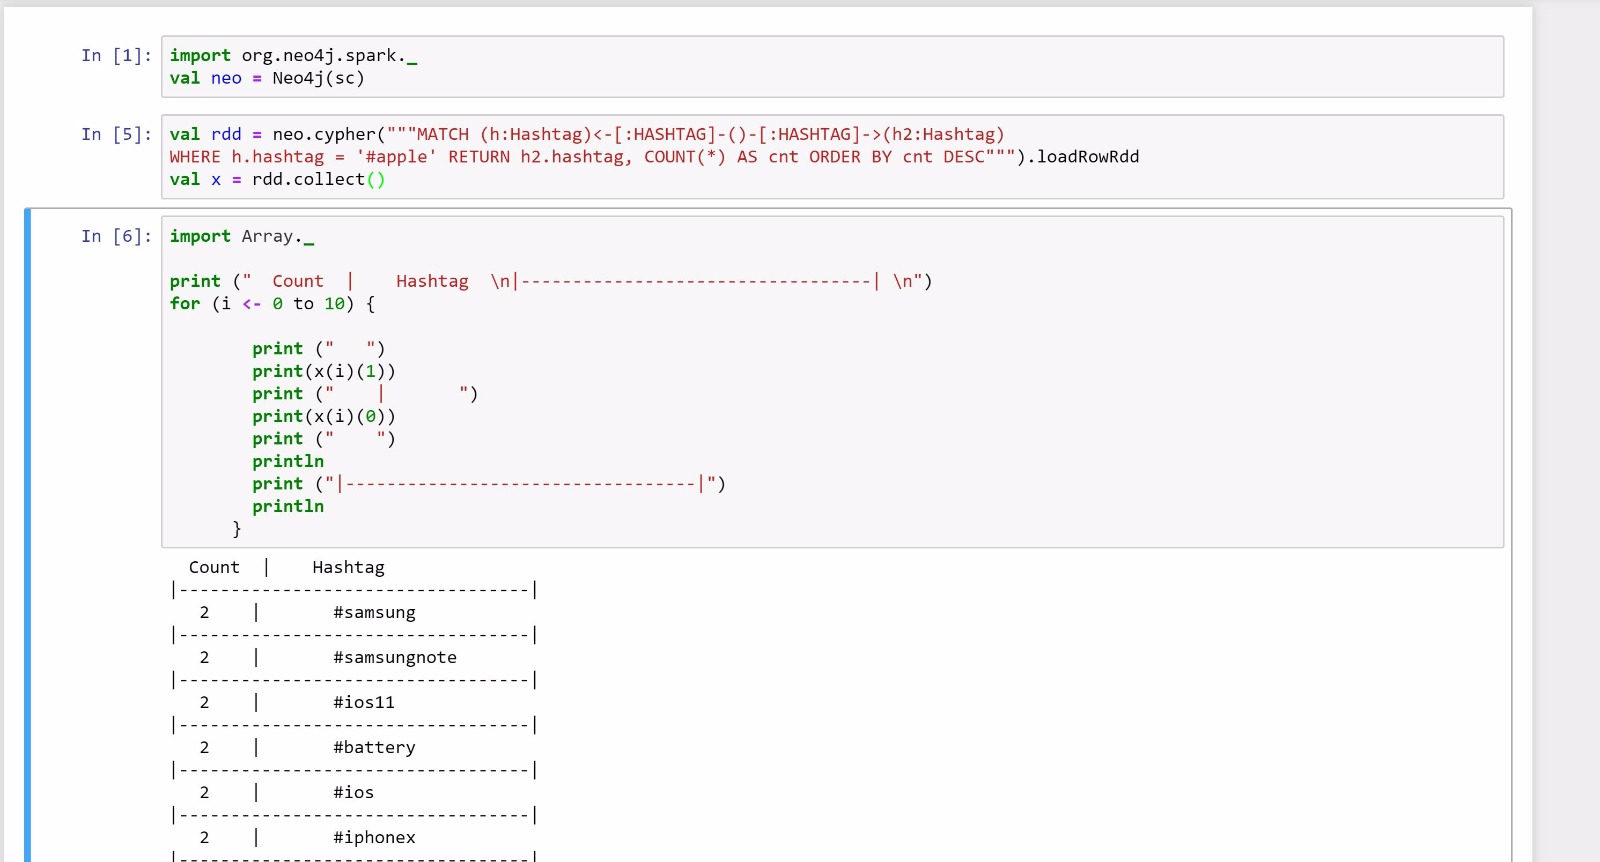 In [1]: import org.neo4j.spark._
val neo = Neo4j(sc)
In [5]: val rdd = neo.cypher("""MATCH (h:Hashtag)<-[:HASHTAG]-()-[:HASHTAG]->(h2:Hashtag)
WHERE h.hashtag = '#apple' RETURN h2.hashtag, COUNT(*) AS cnt ORDER BY cnt DESC""").loadRowRdd
val x = rdd.collect()
In [6]: import Array._
print ("  Count  |    Hashtag  \n|----------------------------------| \n")
for (i <- 0 to 10) {
print ("   ")
print(x(i)(1))
print ("    |       ")
print(x(i)(0))
print ("    ")
println
print ("|----------------------------------|")
println
}
Count  |    Hashtag
|----------------------------------|
2    |       #samsung
|----------------------------------|
2    |       #samsungnote
|----------------------------------|
2    |       #ios11
|----------------------------------|
2    |       #battery
|----------------------------------|
2    |       #ios
|----------------------------------|
2    |       #iphonex
|----------------------------------|